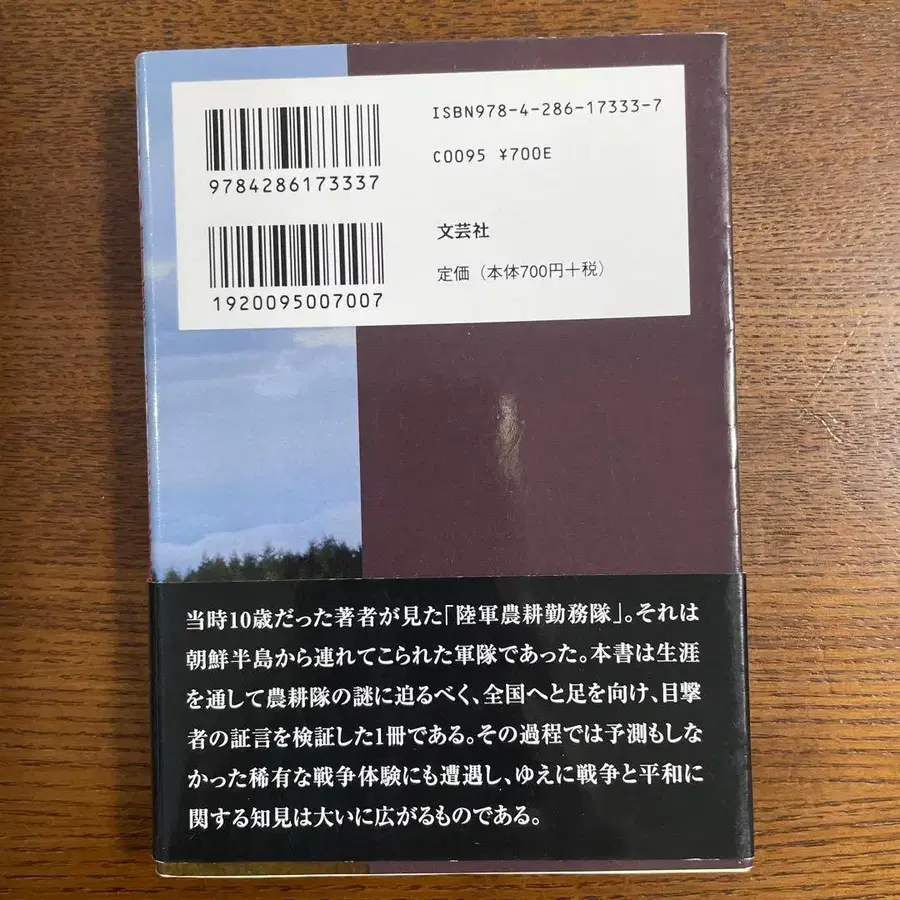 ISBN978-4-286-17333-7
C0095 ¥700E
9784286173337
文芸社
定価（本体700円＋税）
1920095007007
当時10歳だった著者が見た「陸軍農耕勤務隊」。それは
朝鮮半島から連れてこられた軍隊であった。本書は生涯
を通して農耕隊の謎に迫るべく、全国へと足を向け、目撃
者の証言を検証した1冊である。その過程では予測もしな
かった稀有な戦争体験にも遭遇し、ゆえに戦争と平和に
関する知見は大いに広がるものである。